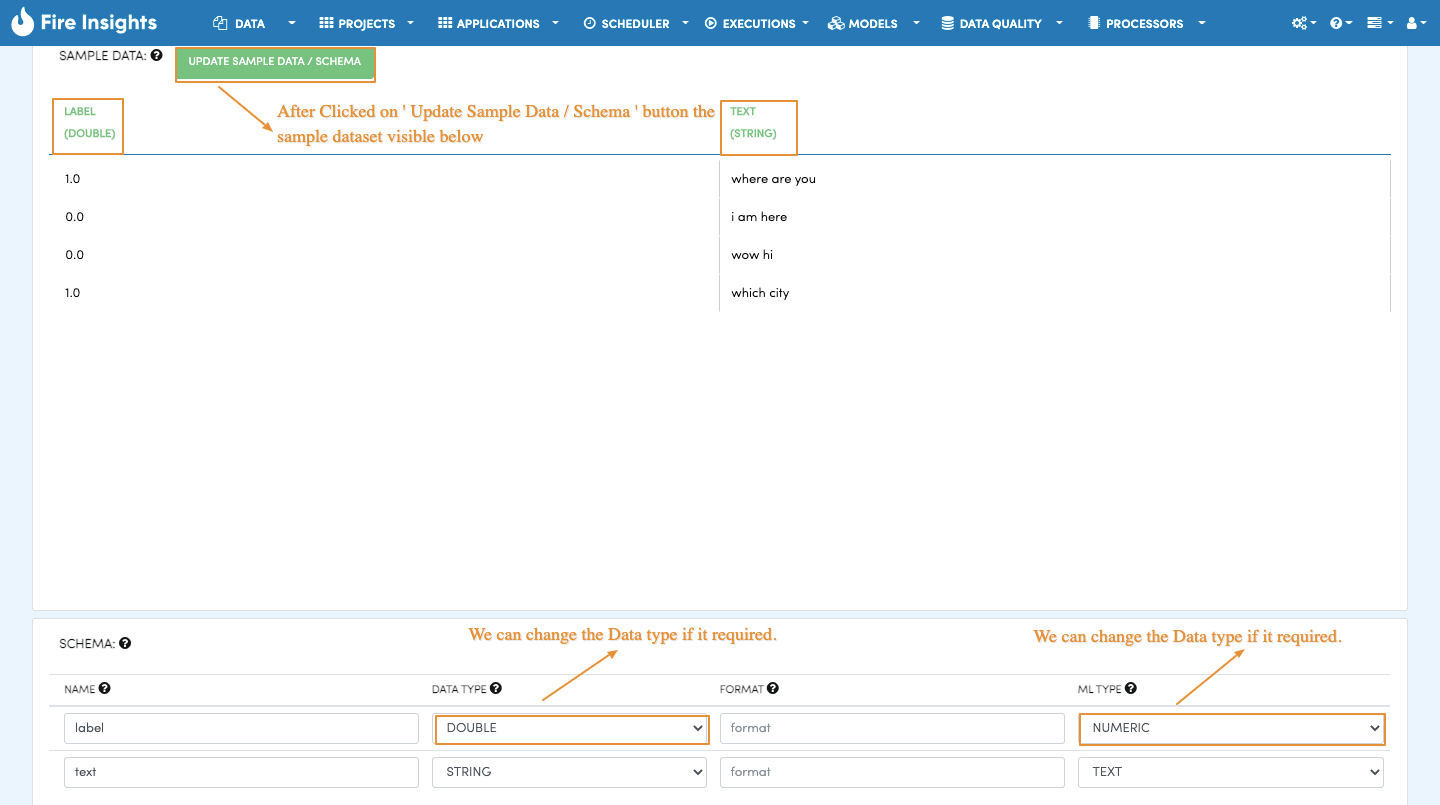 Fire Insights DATA PROJECTS APPLICATIONS SCHEDULER EXECUTIONS MODELS DATA QUALITY PROCESSORS
SAMPLE DATA: UPDATE SAMPLE DATA / SCHEMA
After Clicked on ' Update Sample Data / Schema ' button the
sample dataset visible below
LABEL TEXT
(DOUBLE) (STRING)
1.0 where are you
0.0 i am here
0.0 wow hi
1.0 which city
We can change the Data type if it required. We can change the Data type if it required.
SCHEMA:
NAME DATA TYPE FORMAT ML TYPE
label DOUBLE format NUMERIC
text STRING format TEXT